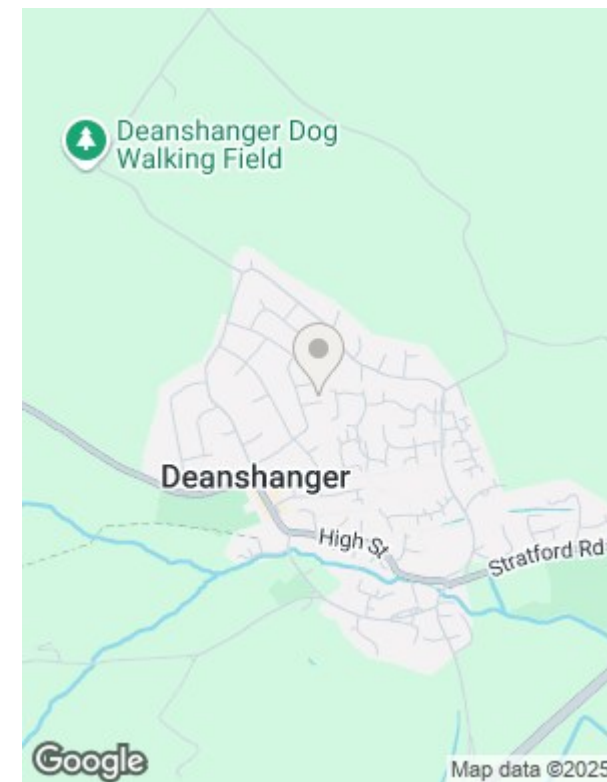 Deanshanger Dog
Walking Field
Deanshanger
High St
Stratford Rd
Google
Map data ©2025